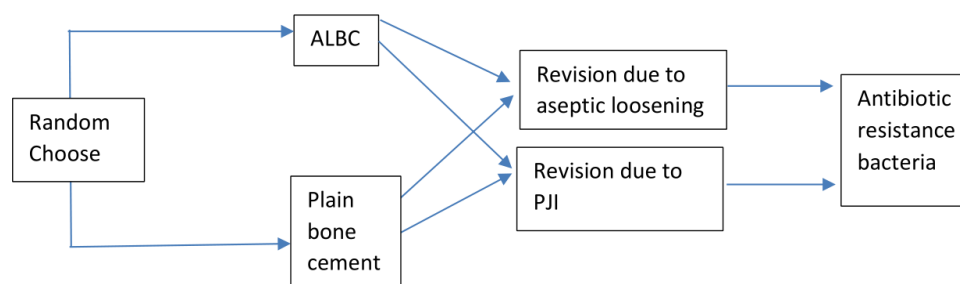 Random
Choose
ALBC
Plain
bone
cement
Revision due to
aseptic loosening
Revision due to
PJI
Antibiotic
resistance
bacteria